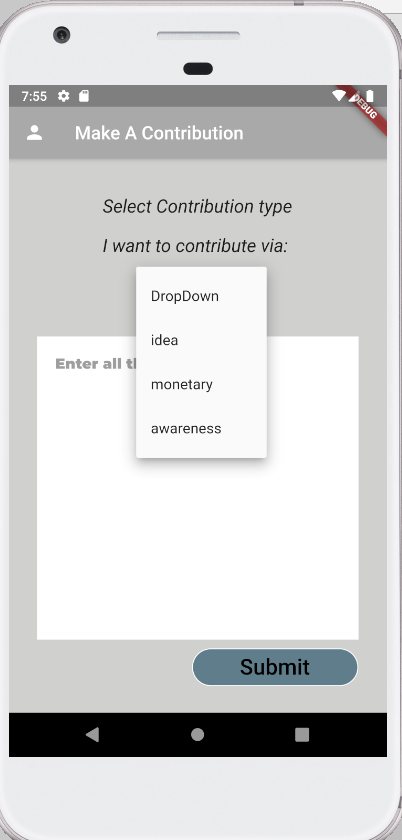 7:55
DEBUG
Make A Contribution
Select Contribution type
I want to contribute via:
DropDown
idea
Enter all
monetary
awareness
Submit